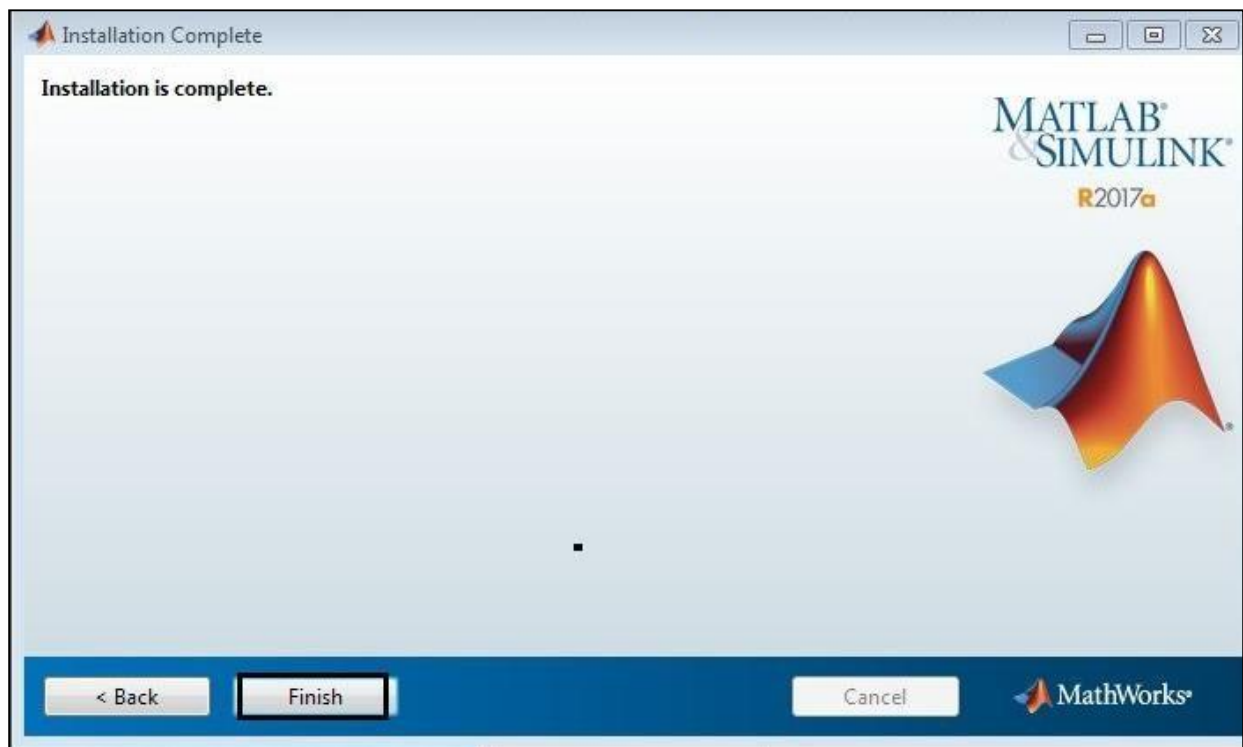 Installation Complete
Installation is complete.
MATLAB®
&SIMULINK®
R2017a
®
< Back
Finish
Cancel
MathWorks®